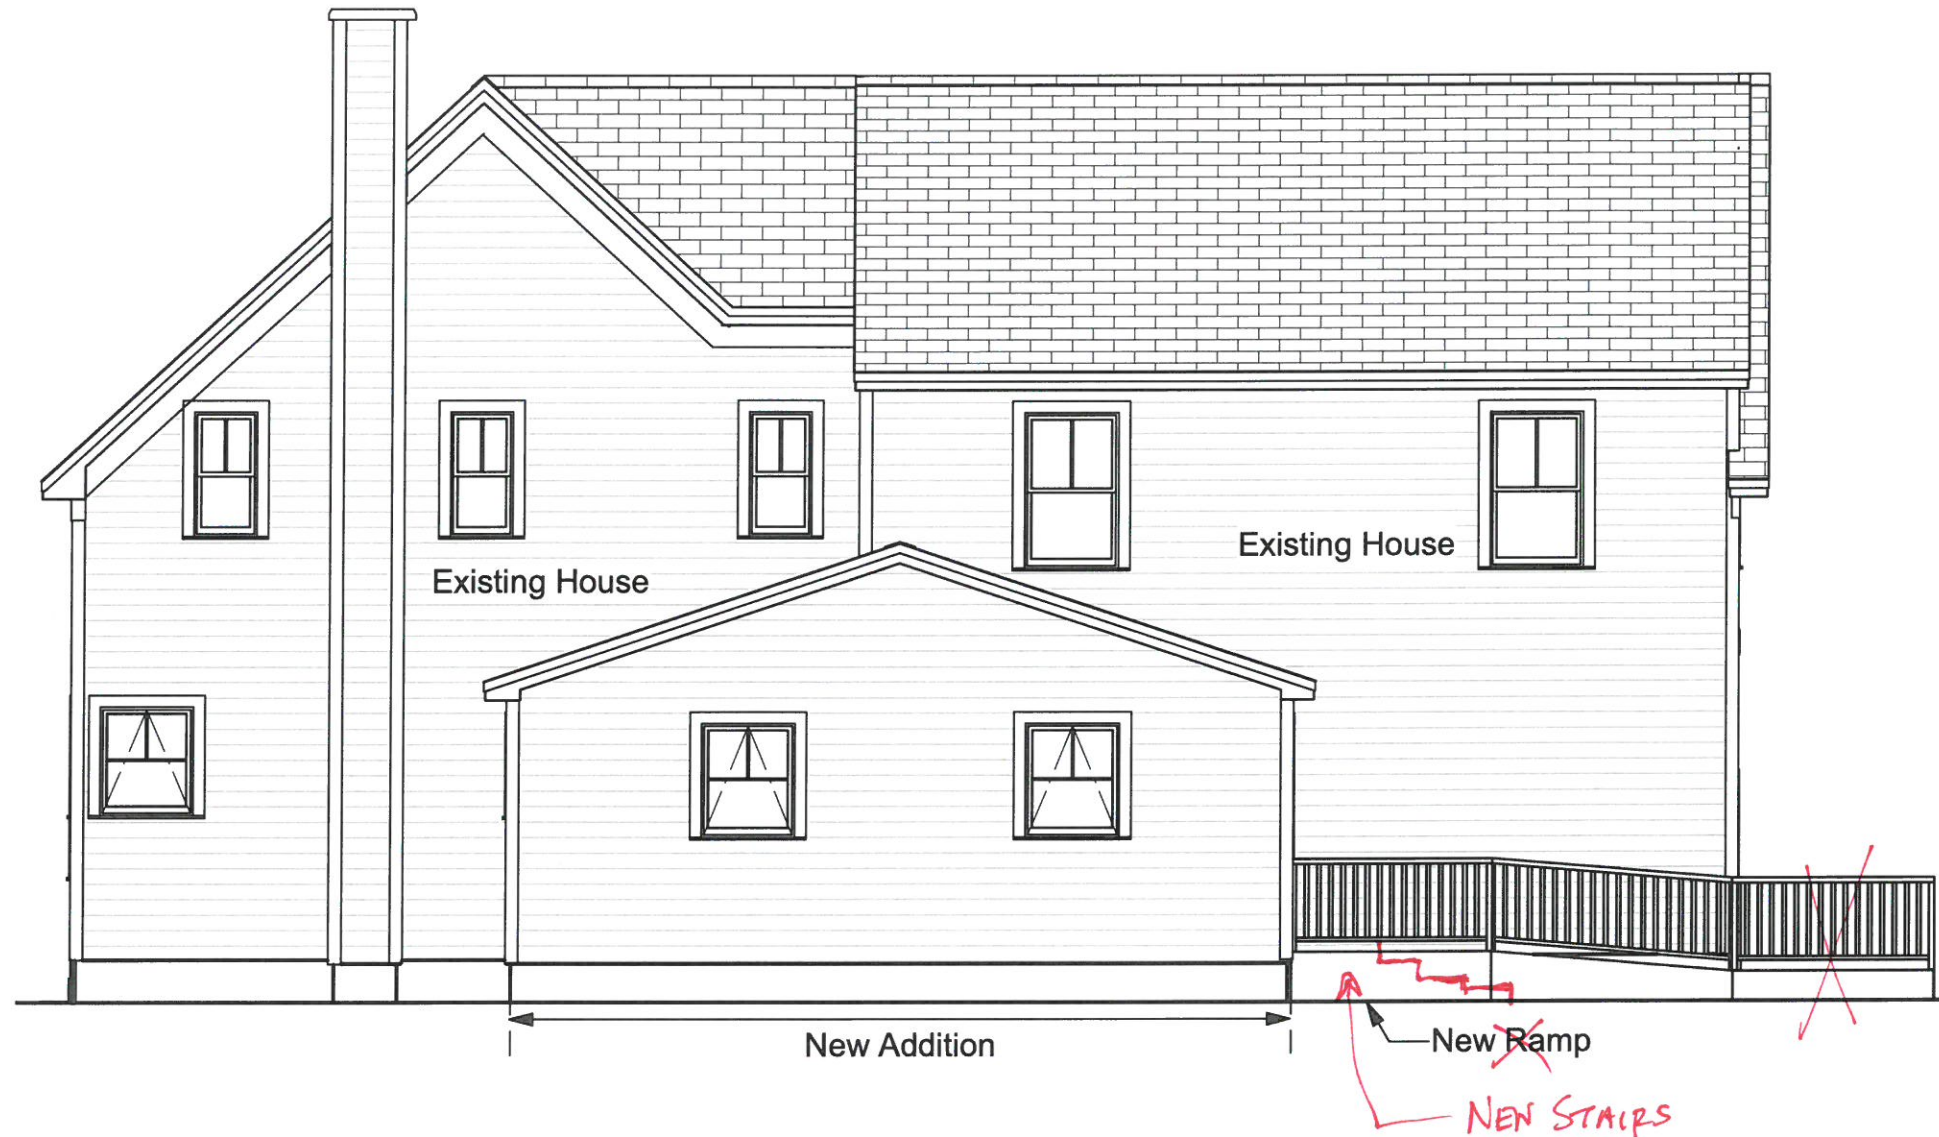 Existing House
Existing House
New Addition
New Ramp
NEW STAIRS